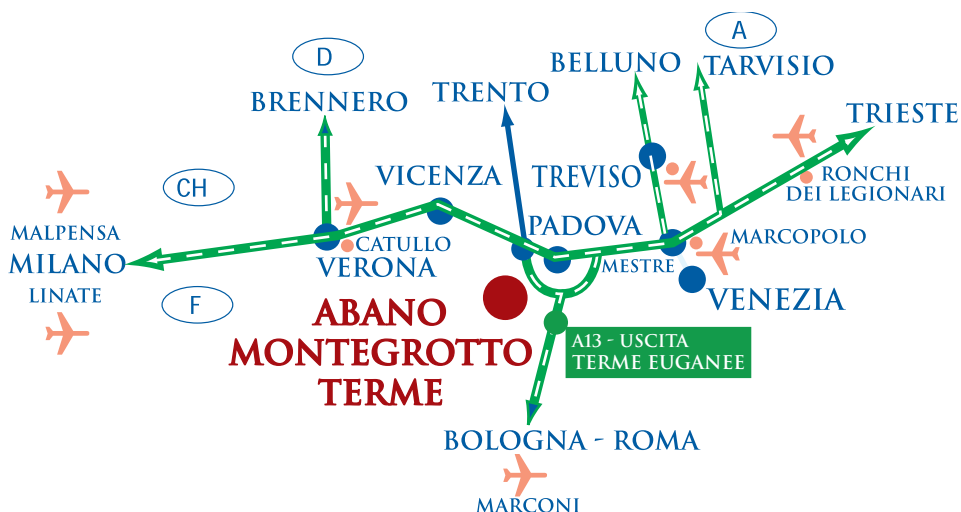 A
D
BELLUNO
TARVISIO
BRENNERO
TRENTO
TRIESTE
CH
VICENZA
TREVISO
RONCHI
DEI LEGIONARI
MALPENSA
MILANO
LINATE
CATULLO
VERONA
PADOVA
MESTRE
MARCOPOLO
VENEZIA
F
ABANO
MONTEGROTTO
TERME
A13 - USCITA
TERME EUGANEE
BOLOGNA - ROMA
MARCONI